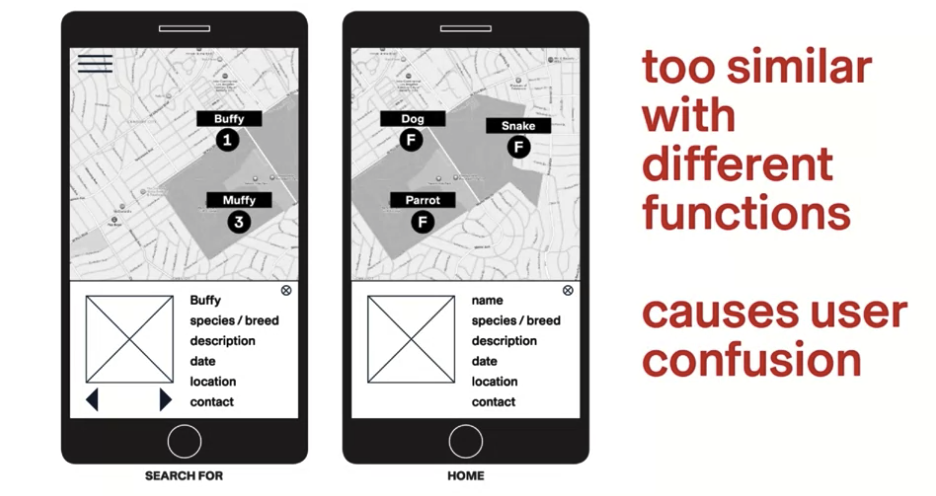 Buffy
1
Muffy
3
Buffy
species / breed
description
date
location
contact
SEARCH FOR
Dog
F
Snake
F
Parrot
F
name
species / breed
description
date
location
contact
HOME
too similar
with
different
functions
causes user
confusion